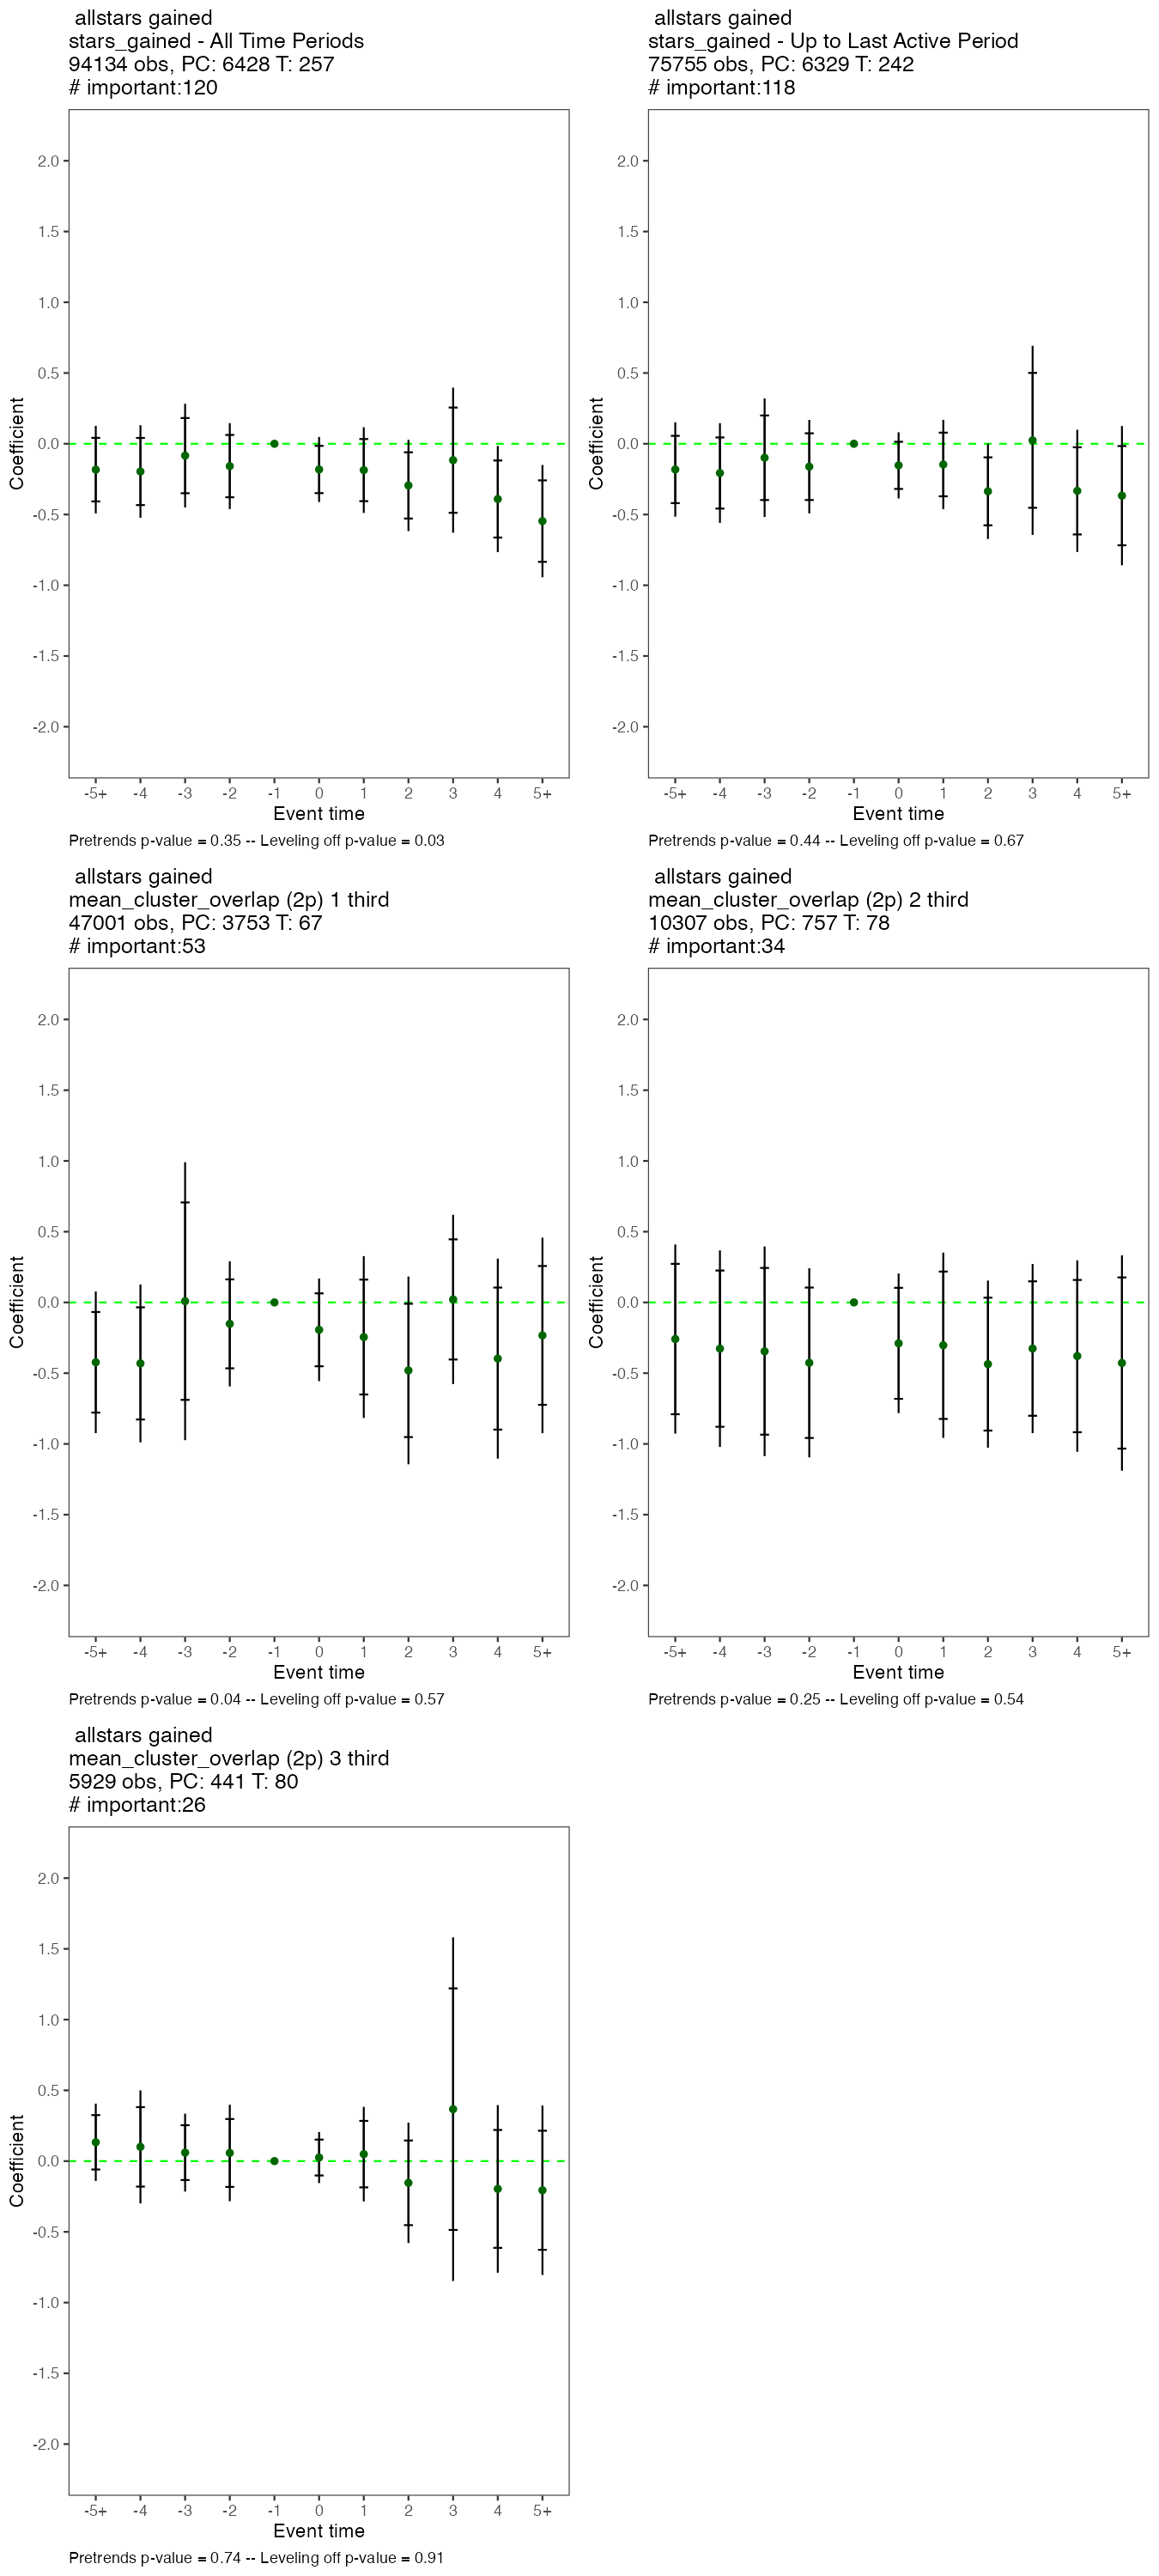 allstars gained
stars_gained - All Time Periods
94134 obs, PC: 6428 T: 257
# important:120
2.0
1.5
1.0
0.5
0.0
-0.5
-1.0
-1.5
-2.0
Coefficient
-5+ -4 -3 -2 -1 0 1 2 3 4 5+
Event time
Pretrends p-value = 0.35 -- Leveling off p-value = 0.03
allstars gained
stars_gained - Up to Last Active Period
75755 obs, PC: 6329 T: 242
# important:118
2.0
1.5
1.0
0.5
0.0
-0.5
-1.0
-1.5
-2.0
Coefficient
-5+ -4 -3 -2 -1 0 1 2 3 4 5+
Event time
Pretrends p-value = 0.44 -- Leveling off p-value = 0.67
allstars gained
mean_cluster_overlap (2p) 1 third
47001 obs, PC: 3753 T: 67
# important:53
2.0
1.5
1.0
0.5
0.0
-0.5
-1.0
-1.5
-2.0
Coefficient
-5+ -4 -3 -2 -1 0 1 2 3 4 5+
Event time
Pretrends p-value = 0.04 -- Leveling off p-value = 0.57
allstars gained
mean_cluster_overlap (2p) 2 third
10307 obs, PC: 757 T: 78
# important:34
2.0
1.5
1.0
0.5
0.0
-0.5
-1.0
-1.5
-2.0
Coefficient
-5+ -4 -3 -2 -1 0 1 2 3 4 5+
Event time
Pretrends p-value = 0.25 -- Leveling off p-value = 0.54
allstars gained
mean_cluster_overlap (2p) 3 third
5929 obs, PC: 441 T: 80
# important:26
2.0
1.5
1.0
0.5
0.0
-0.5
-1.0
-1.5
-2.0
Coefficient
-5+ -4 -3 -2 -1 0 1 2 3 4 5+
Event time
Pretrends p-value = 0.74 -- Leveling off p-value = 0.91